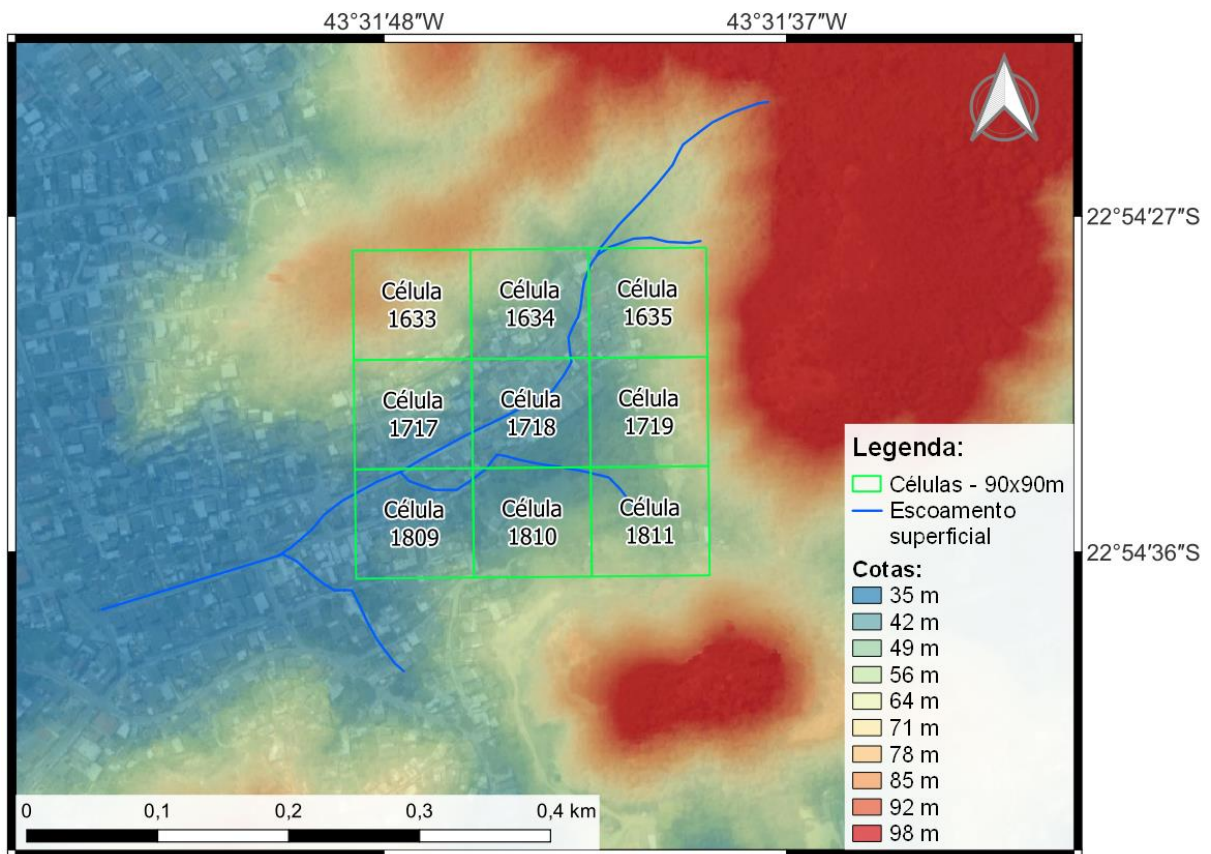 43°31′48″W
43°31′37″W
22°54′27″S
Célula
1633
Célula
1634
Célula
1635
Célula
1717
Célula
1718
Célula
1719
Célula
1809
Célula
1810
Célula
1811
22°54′36″S
Legenda:
Células - 90x90m
Escoamento
superficial
Cotas:
35 m
42 m
49 m
56 m
64 m
71 m
78 m
85 m
92 m
98 m
0
0,1
0,2
0,3
0,4 km